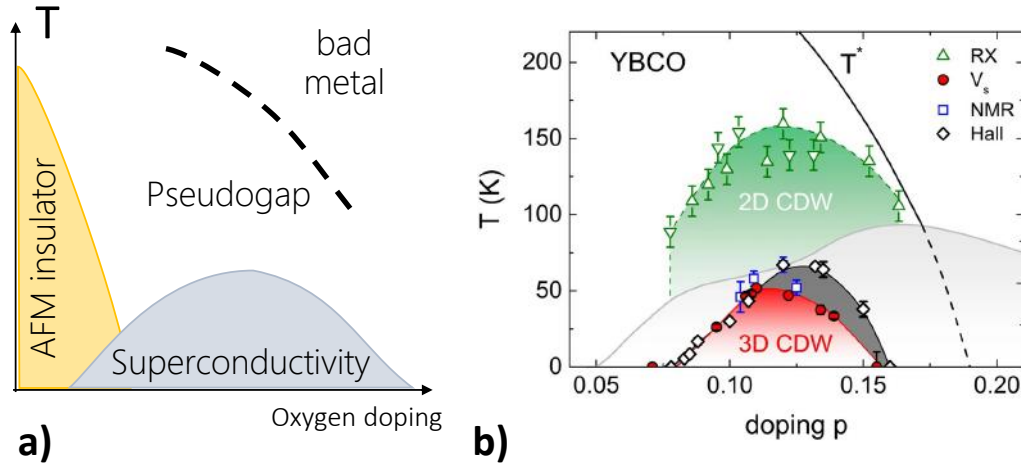 T
bad
metal
Pseudogap
AFM insulator
Superconductivity
Oxygen doping
a)
YBCO
T*
RX
Vs
NMR
Hall
2D CDW
3D CDW
200
150
100
50
0
T (K)
0.05 0.10 0.15 0.20
doping p
b)